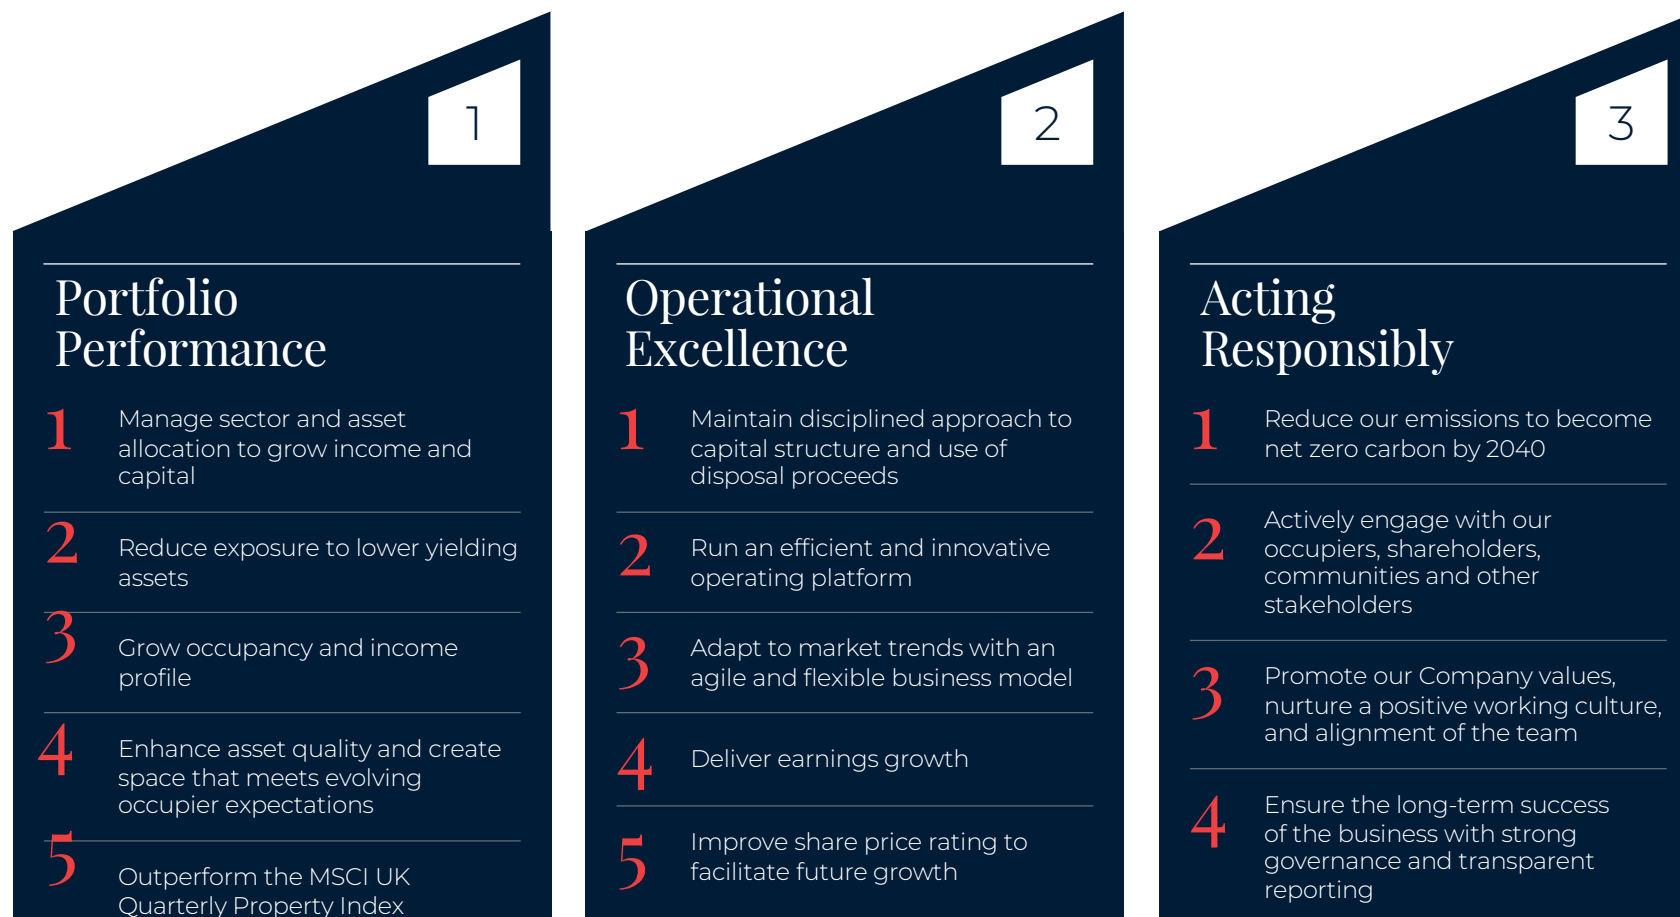 1
Portfolio
Performance
1
Manage sector and asset
allocation to grow income and
capital
2
Reduce exposure to lower yielding
assets
3
Grow occupancy and income
profile
4
Enhance asset quality and create
space that meets evolving
occupier expectations
5
Outperform the MSCI UK
Quarterly Property Index
2
Operational
Excellence
1
Maintain disciplined approach to
capital structure and use of
disposal proceeds
2
Run an efficient and innovative
operating platform
3
Adapt to market trends with an
agile and flexible business model
4
Deliver earnings growth
5
Improve share price rating to
facilitate future growth
3
Acting
Responsibly
1
Reduce our emissions to become
net zero carbon by 2040
2
Actively engage with our
occupiers, shareholders,
communities and other
stakeholders
3
Promote our Company values,
nurture a positive working culture,
and alignment of the team
4
Ensure the long-term success
of the business with strong
governance and transparent
reporting